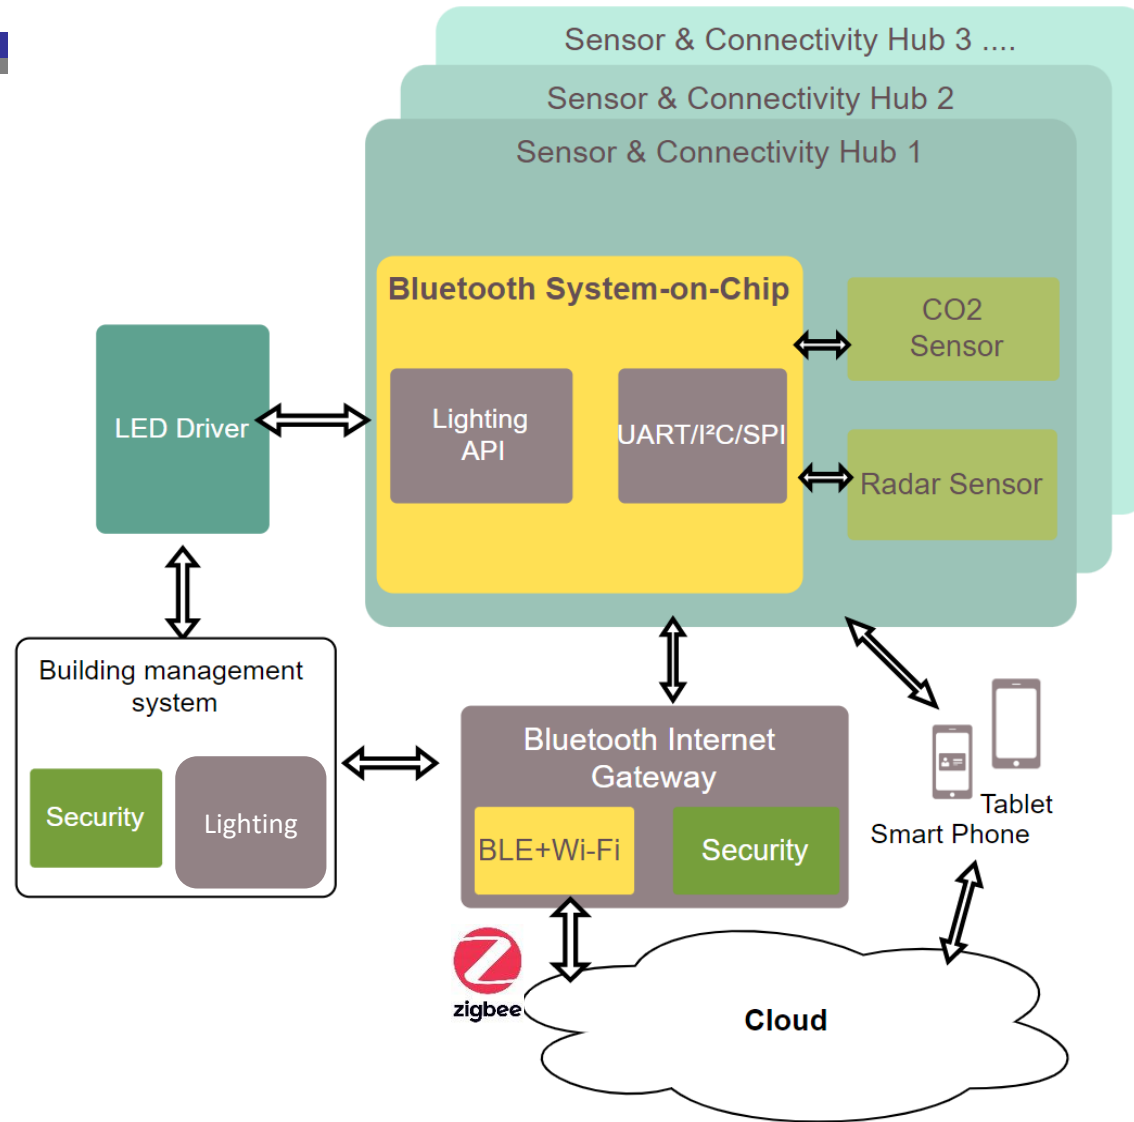 Sensor & Connectivity Hub 3 ....
Sensor & Connectivity Hub 2
Sensor & Connectivity Hub 1
Bluetooth System-on-Chip
CO2
Sensor
LED Driver
Lighting
API
UART/I²C/SPI
Radar Sensor
Building management
system
Security
Lighting
Bluetooth Internet
Gateway
BLE+Wi-Fi
Security
Tablet
Smart Phone
zigbee
Cloud